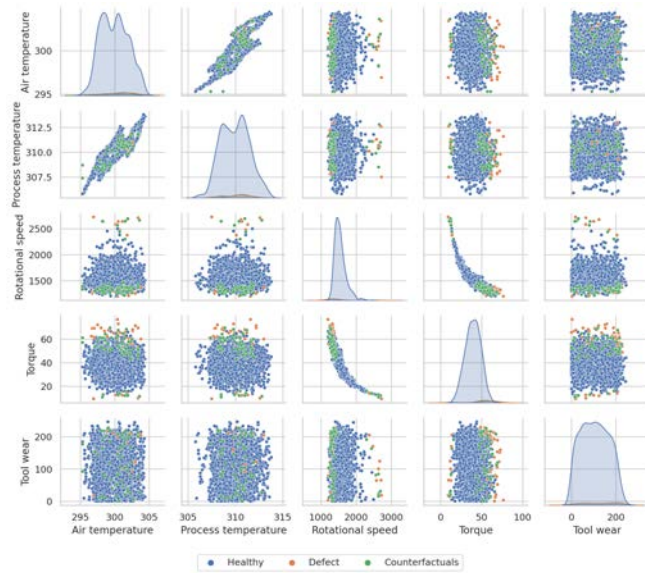 Air temperature
300
295
Process temperature
312.5
310.0
307.5
Rotational speed
2500
2000
1500
Torque
60
40
20
Tool wear
200
100
0
295 300 305 305 310 315 1000 2000 3000 0 50 100 0 200
Air temperature Process temperature Rotational speed Torque Tool wear
Healthy Defect Counterfactuals